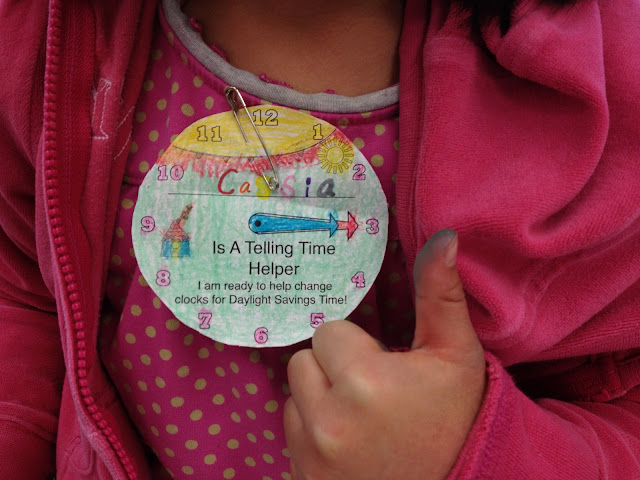 12
11 1
10 2
Cassia
9 3
Is A Telling Time
Helper
8 4
I am ready to help change
clocks for Daylight Savings Time!
7 5
6